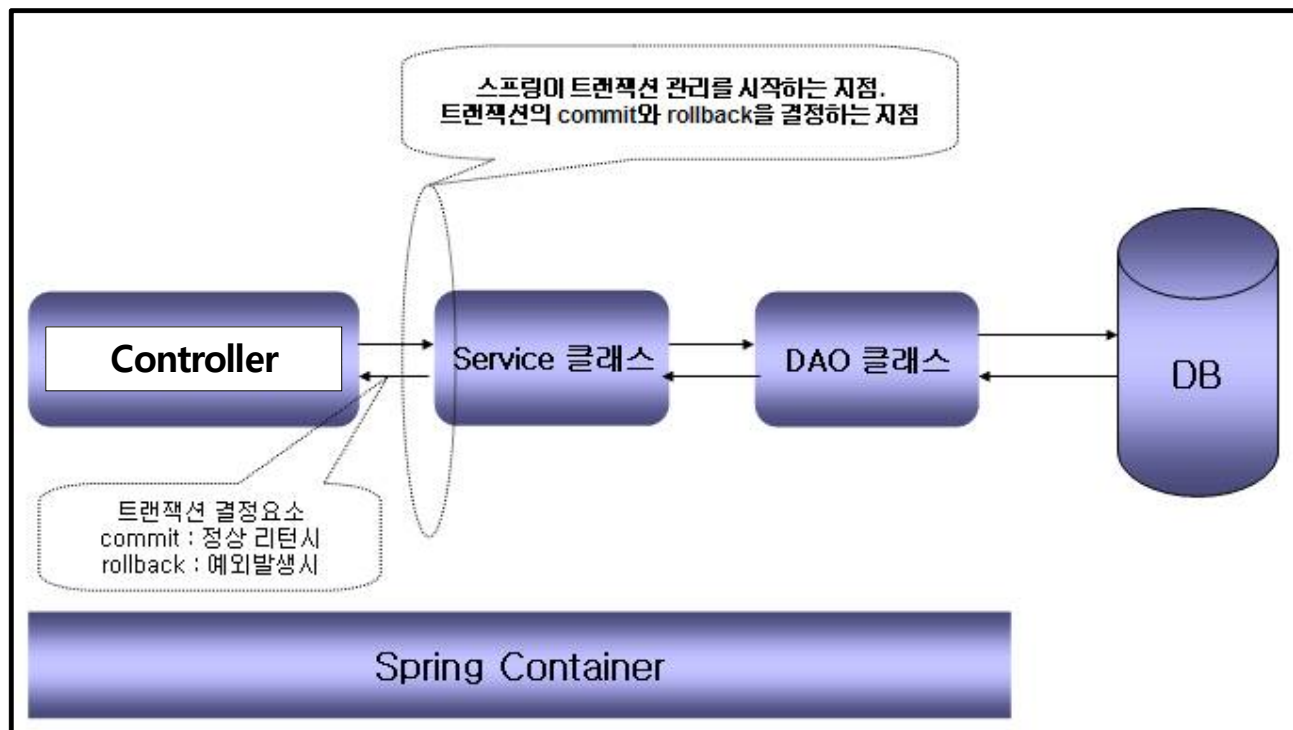 스프링이 트랜잭션 관리를 시작하는 지점.
트랜잭션의 commit와 rollback을 결정하는 지점
Controller
Service 클래스
DAO 클래스
DB
트랜잭션 결정요소
commit : 정상 리턴시
rollback : 예외발생시
Spring Container